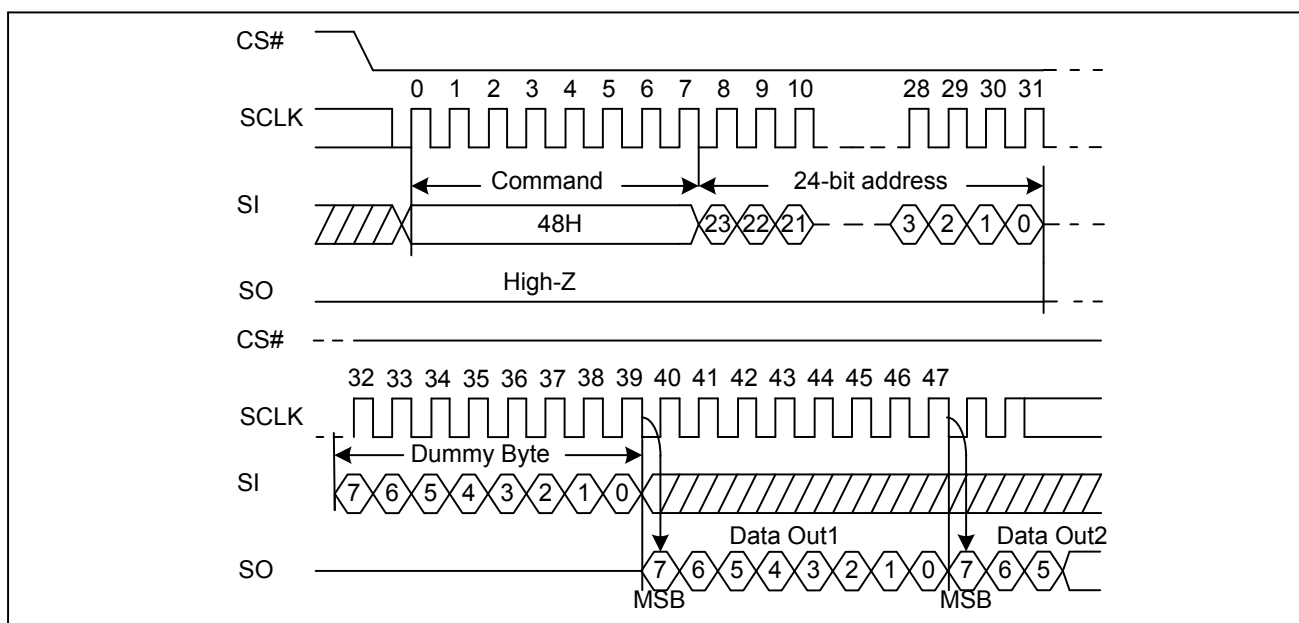 CS#
0 1 2 3 4 5 6 7 8 9 10 28 29 30 31
SCLK
Command 24-bit address
SI
48H 23 22 21 3 2 1 0
High-Z
SO
CS#
32 33 34 35 36 37 38 39 40 41 42 43 44 45 46 47
SCLK
Dummy Byte
SI
7 6 5 4 3 2 1 0
Data Out1 Data Out2
SO
7 6 5 4 3 2 1 0 7 6 5
MSB MSB